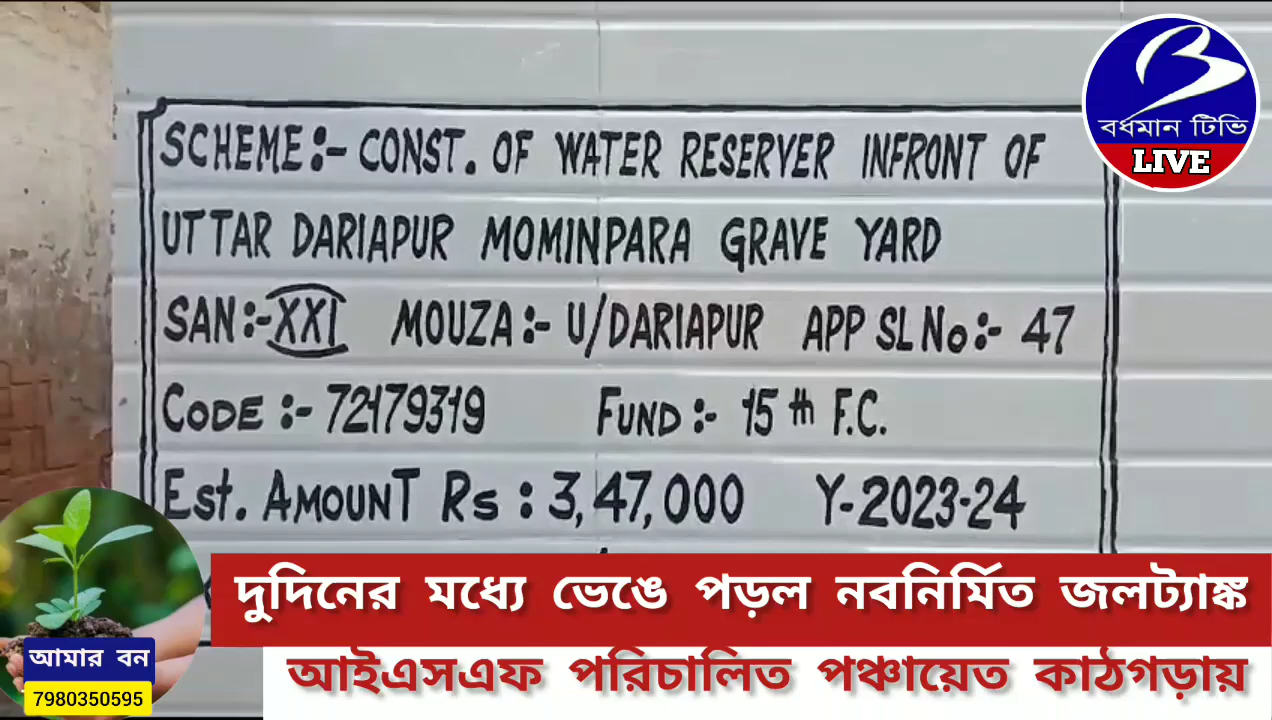 SCHEME:- CONST. OF WATER RESERVER INFRONT OF
UTTAR DARIAPUR MOMINPARA GRAVE YARD
SAN:- XXI MOUZA:- U/DARIAPUR APP SL No:- 47
CODE:- 72179319 FUND:- 15th F.C.
Est. AMOUNT Rs : 3,47,000 Y-2023-24
বর্ধমান টিভি
LIVE
দুদিনের মধ্যে ভেঙে পড়ল নবনির্মিত জলট্যাঙ্ক
আইএসএফ পরিচালিত পঞ্চায়েত কাঠগড়ায়
আমার বন
7980350595